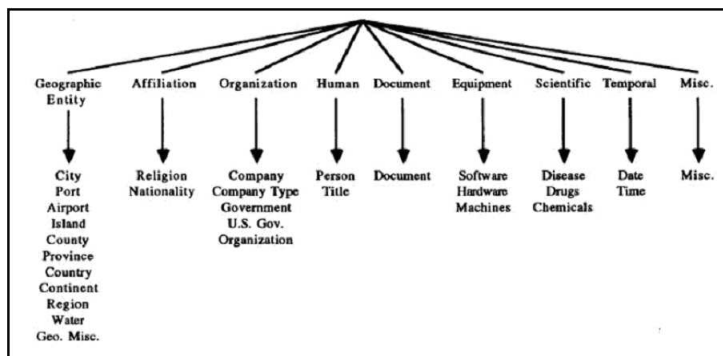 Geographic Entity Affiliation Organization Human Document Equipment Scientific Temporal Misc.
City Religion Company Person Document Software Disease Date Misc.
Port Nationality Company Type Title Hardware Drugs Time
Airport Government Machines Chemicals
Island U.S. Gov.
County Organization
Province
Country
Continent
Region
Water
Geo. Misc.